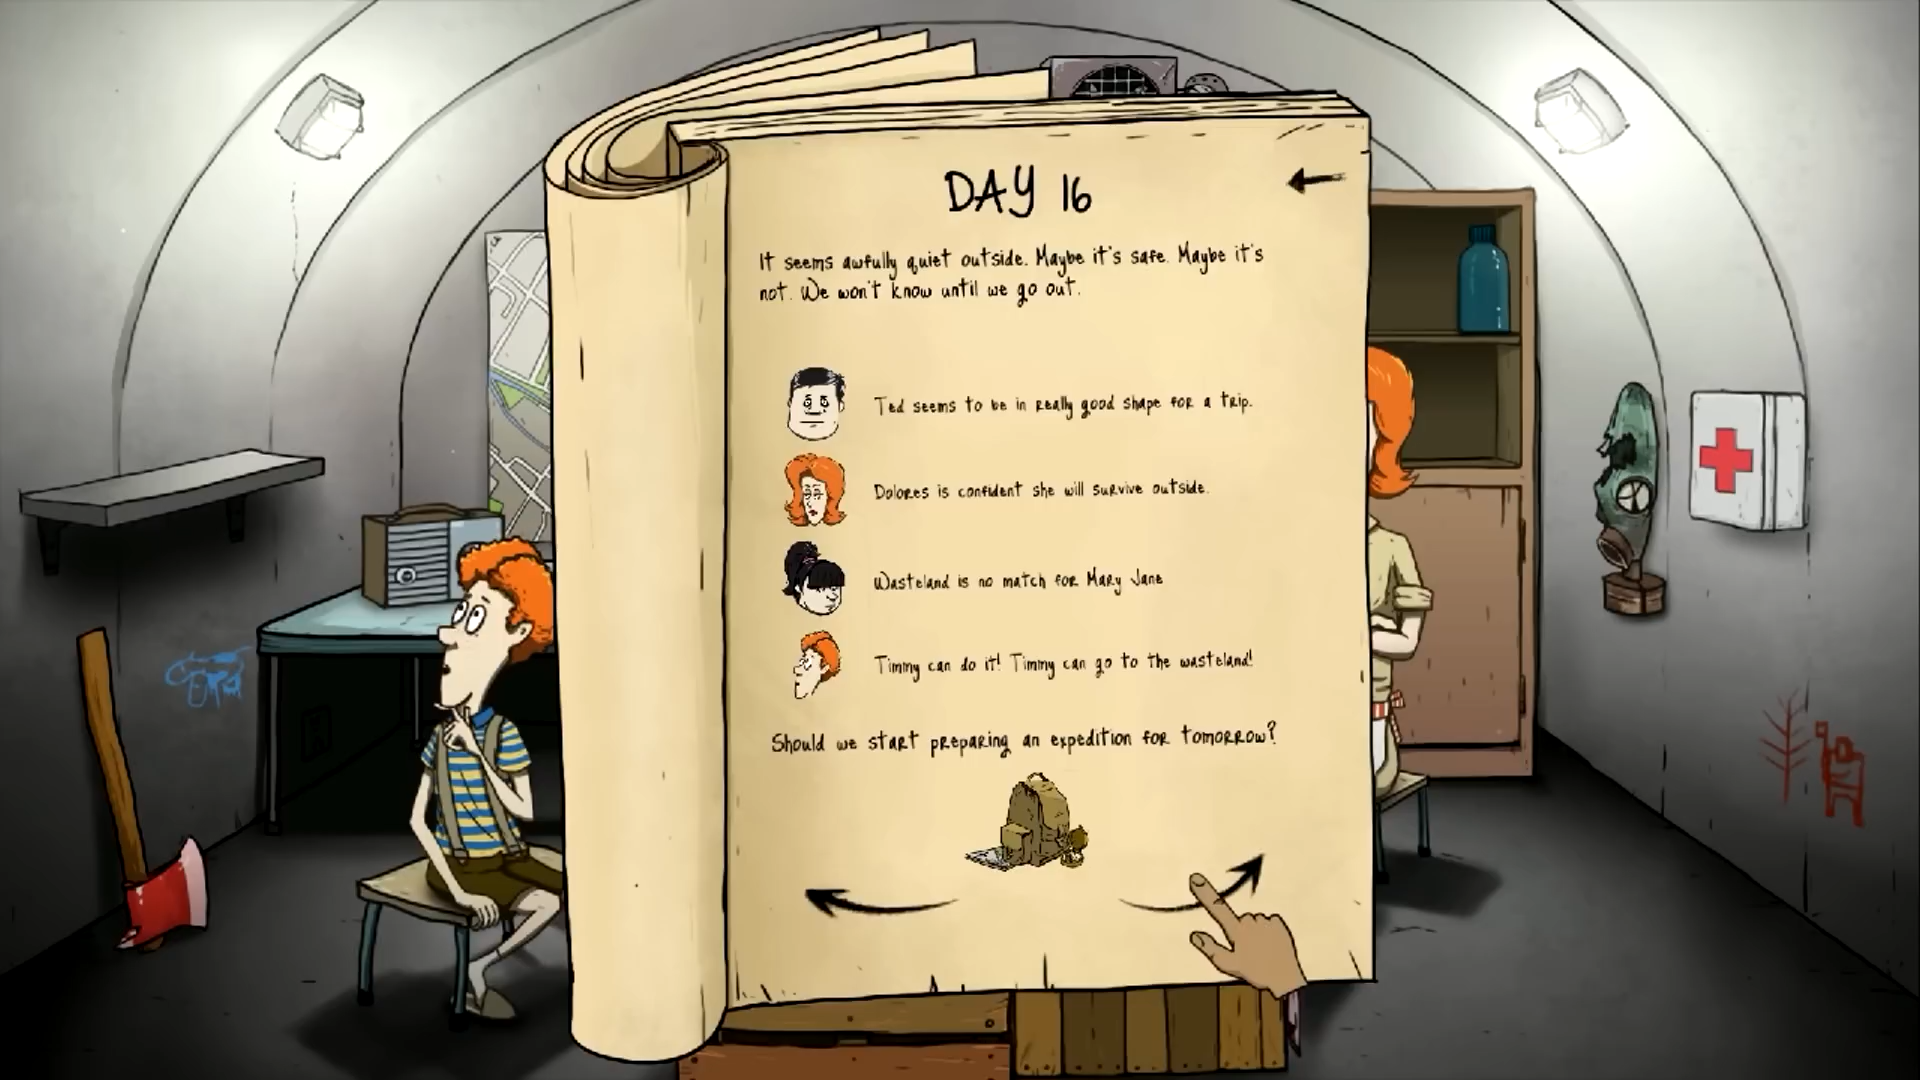 DAY 16
It seems awfully quiet outside. Maybe it's safe. Maybe it's
not. We won't know until we go out.
Ted seems to be in really good shape for a trip.
Dolores is confident she will survive outside.
Wasteland is no match for Mary Jane
Timmy can do it! Timmy can go to the wasteland!
Should we start preparing an expedition for tomorrow?